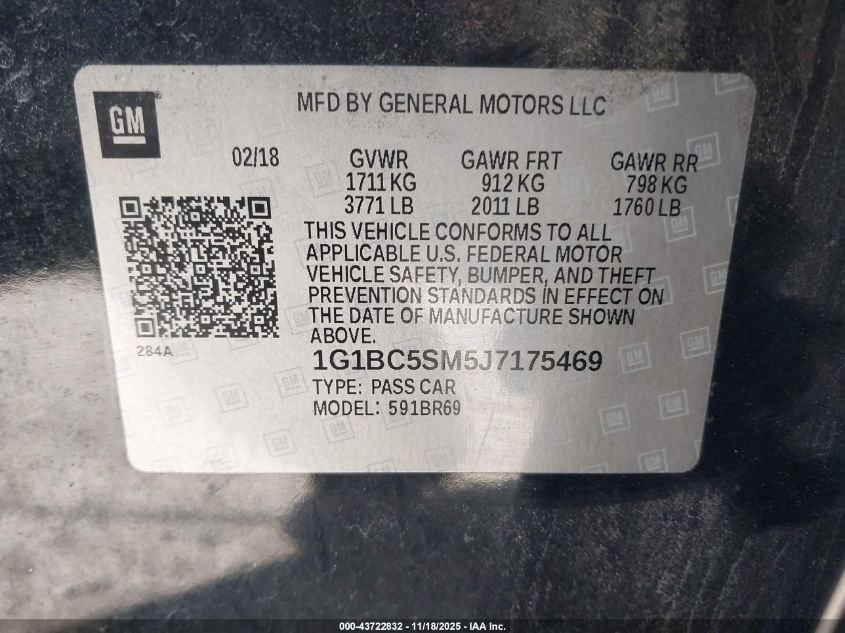 GM
MFD BY GENERAL MOTORS LLC
02/18 GVWR GAWR FRT GAWR RR
1711 KG 912 KG 798 KG
3771 LB 2011 LB 1760 LB
THIS VEHICLE CONFORMS TO ALL
APPLICABLE U.S. FEDERAL MOTOR
VEHICLE SAFETY, BUMPER, AND THEFT
PREVENTION STANDARDS IN EFFECT ON
THE DATE OF MANUFACTURE SHOWN
ABOVE.
284A
1G1BC5SM5J7175469
TYPE: PASS CAR
MODEL: 591BR69
000-43722832 - 11/18/2025 - IAA Inc.